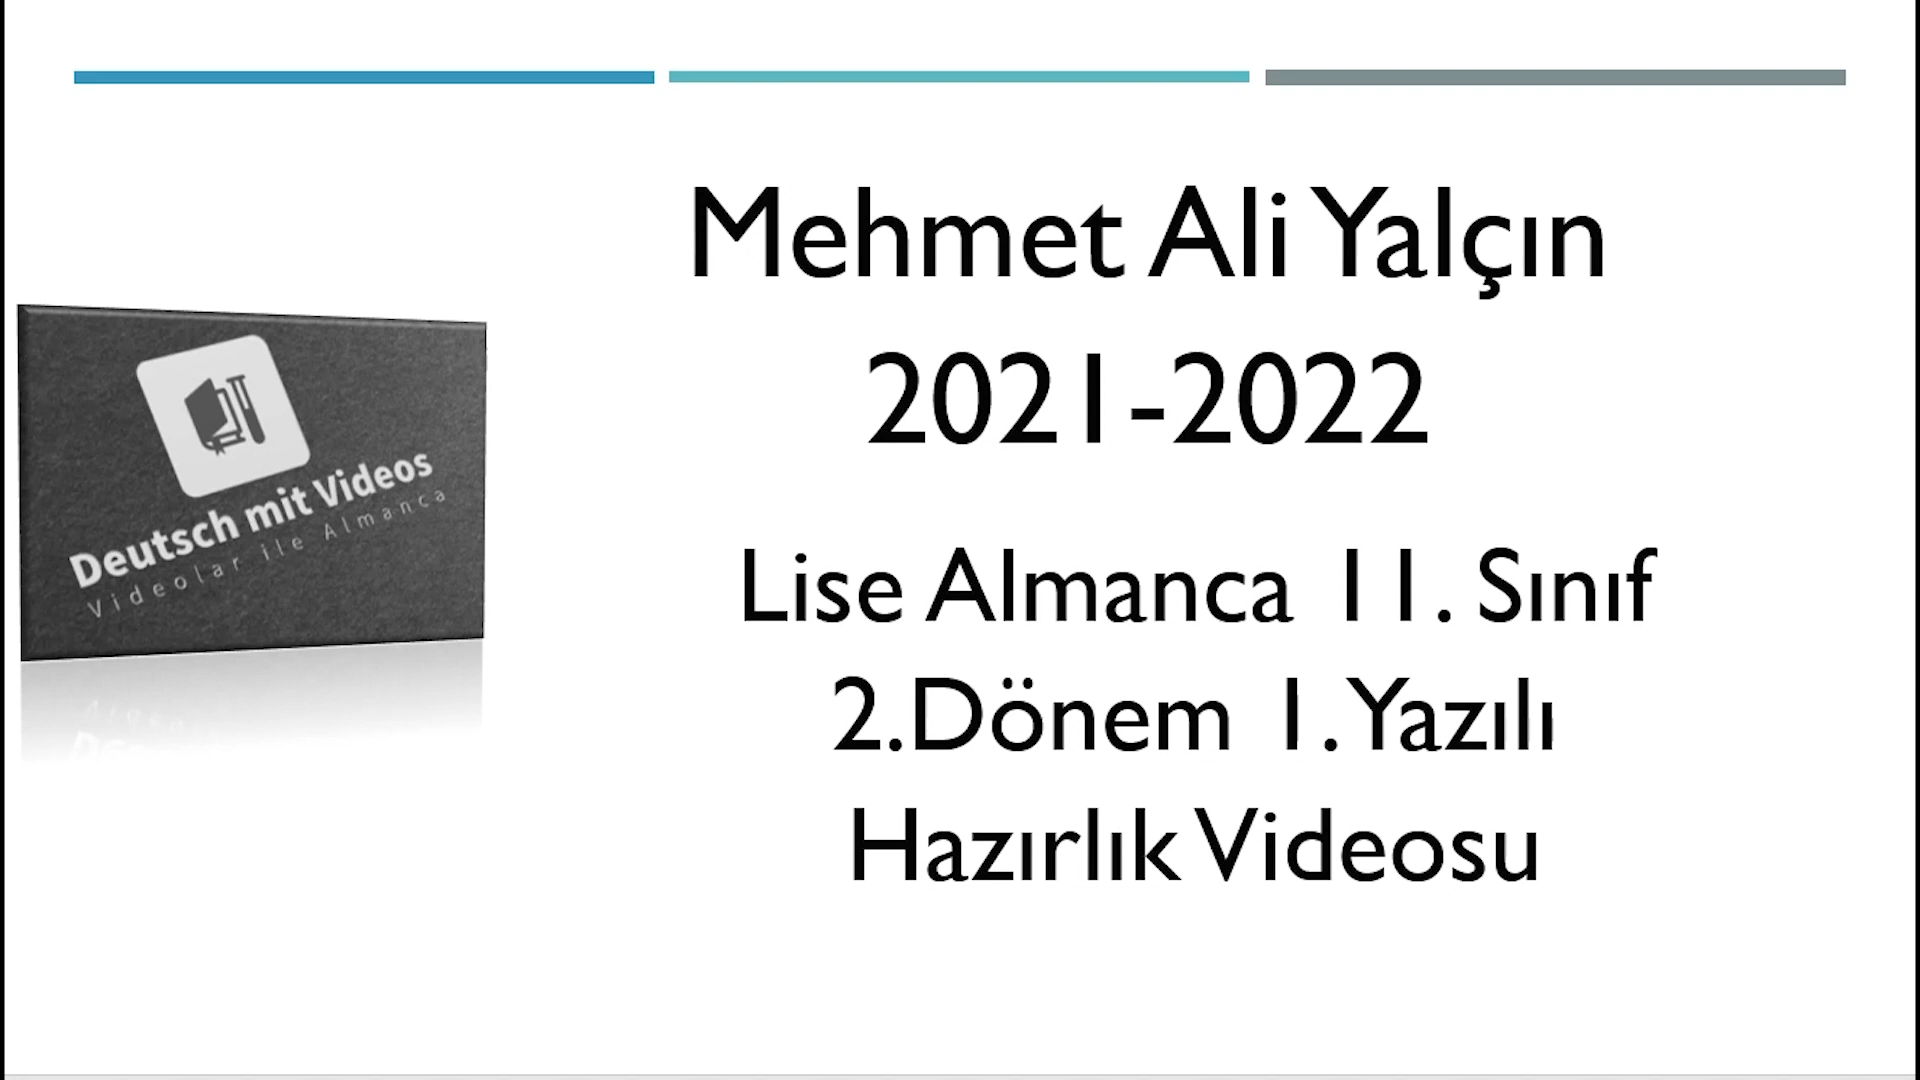 Mehmet Ali Yalçın
2021-2022
Deutsch mit Videos
Videolar ile Almanca
Lise Almanca 11. Sınıf
2.Dönem 1.Yazılı
Hazırlık Videosu